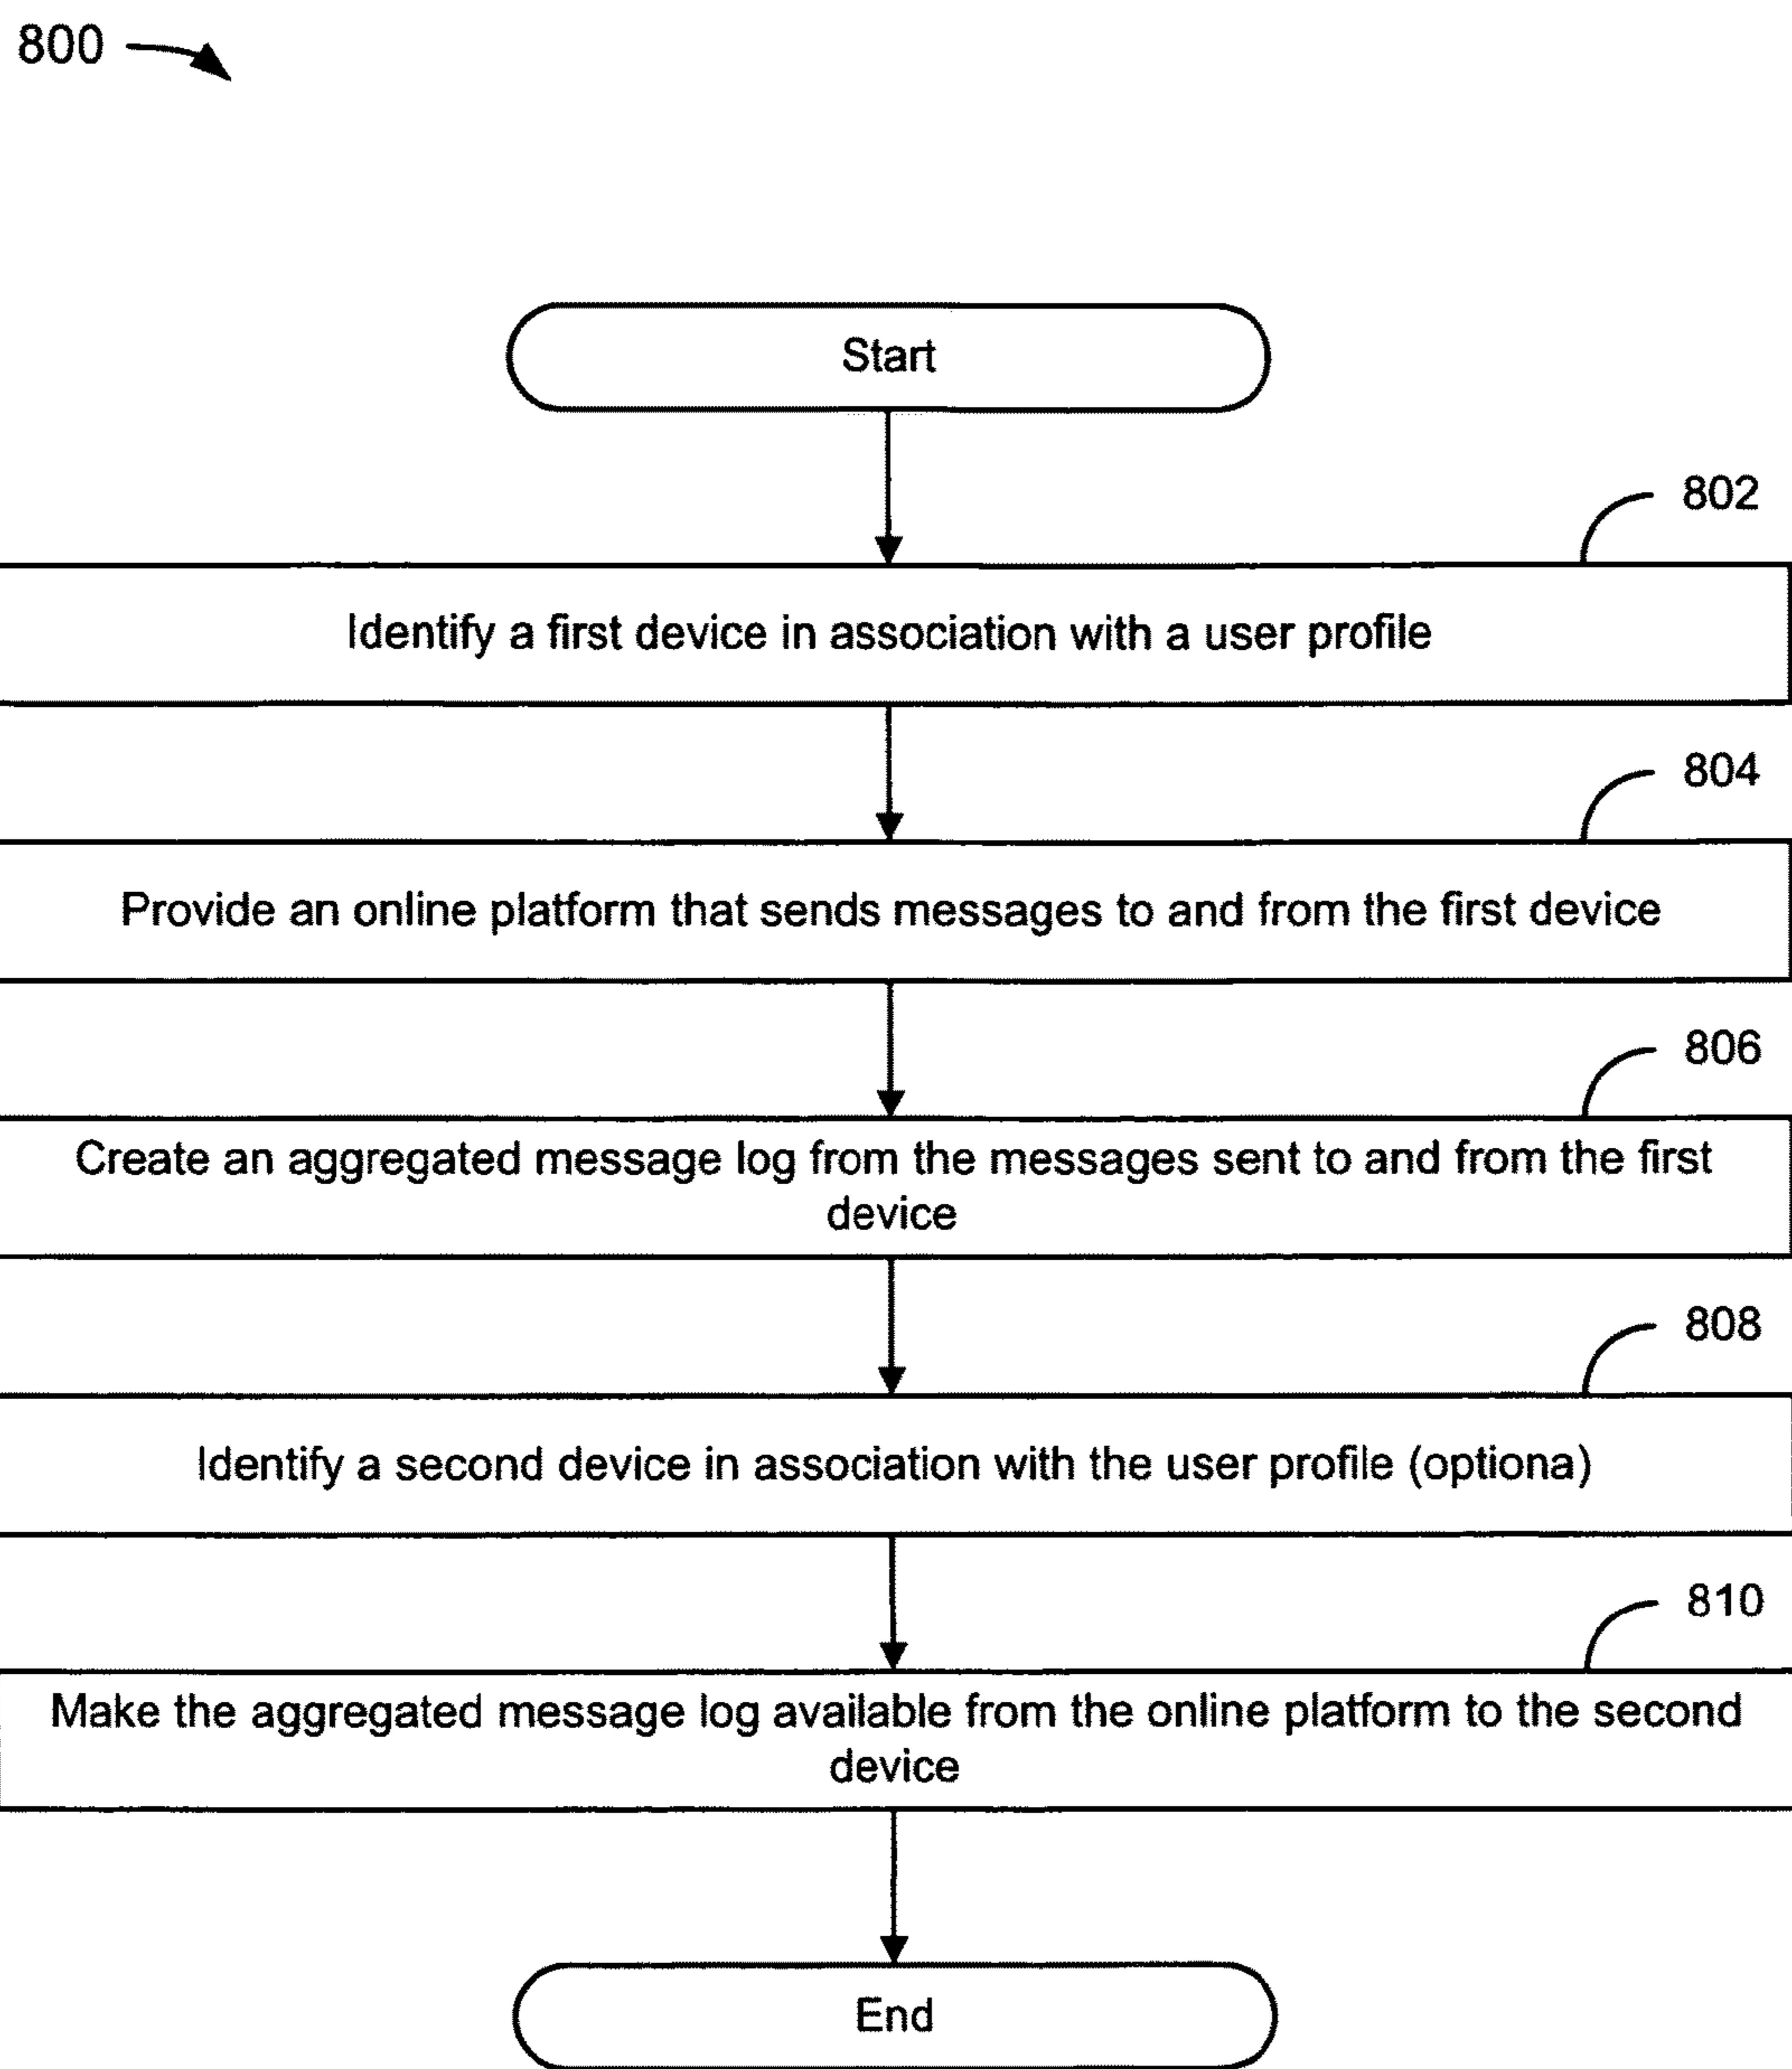 800
Start
802
Identify a first device in association with a user profile
804
Provide an online platform that sends messages to and from the first device
806
Create an aggregated message log from the messages sent to and from the first
device
808
Identify a second device in association with the user profile (optiona)
810
Make the aggregated message log available from the online platform to the second
device
End